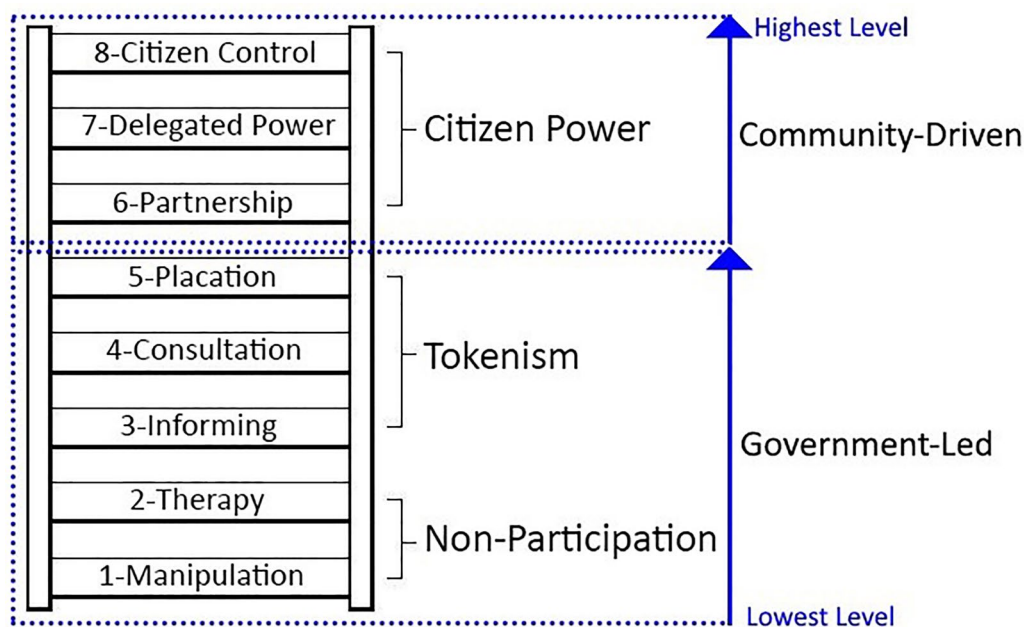 Highest Level
8-Citizen Control
7-Delegated Power
Citizen Power
Community-Driven
6-Partnership
5-Placation
4-Consultation
Tokenism
3-Informing
Government-Led
2-Therapy
Non-Participation
1-Manipulation
Lowest Level